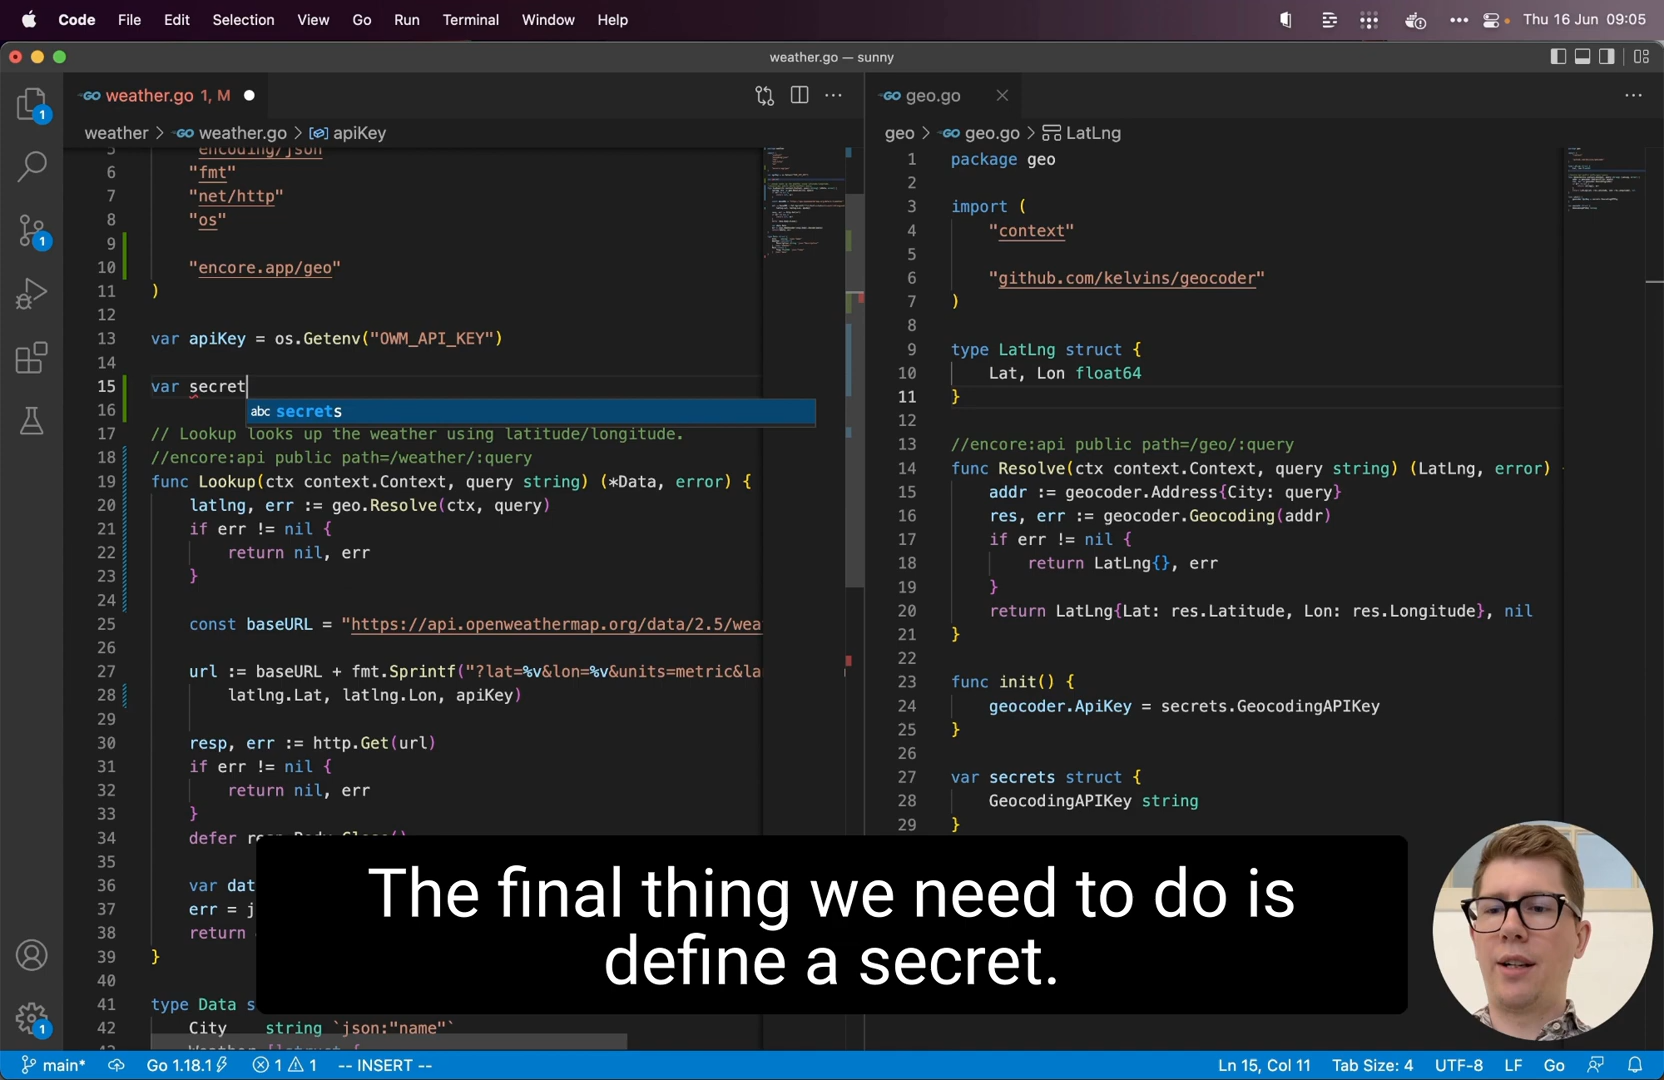 Code File Edit Selection View Go Run Terminal Window Help Thu 16 Jun 09:05
weather.go — sunny
weather.go 1, M
weather > weather.go > apiKey
6 "fmt"
7 "net/http"
8 "os"
9
10 "encore.app/geo"
11 )
12
13 var apiKey = os.Getenv("OWM_API_KEY")
14
15 var secret
abc secrets
16
17 // Lookup looks up the weather using latitude/longitude.
18 //encore:api public path=/weather/:query
19 func Lookup(ctx context.Context, query string) (*Data, error) {
20 latlng, err := geo.Resolve(ctx, query)
21 if err != nil {
22 return nil, err
23 }
24
25 const baseURL = "https://api.openweathermap.org/data/2.5/wea
26
27 url := baseURL + fmt.Sprintf("?lat=%v&lon=%v&units=metric&la
28 latlng.Lat, latlng.Lon, apiKey)
29
30 resp, err := http.Get(url)
31 if err != nil {
32 return nil, err
33 }
34 defer
35
36 var dat
37 err = j
38 return
39 }
40
41 type Data s
42 City string `json:"name"`
geo.go
geo > geo.go > LatLng
1 package geo
2
3 import (
4 "context"
5
6 "github.com/kelvins/geocoder"
7 )
8
9 type LatLng struct {
10 Lat, Lon float64
11 }
12
13 //encore:api public path=/geo/:query
14 func Resolve(ctx context.Context, query string) (LatLng, error)
15 addr := geocoder.Address{City: query}
16 res, err := geocoder.Geocoding(addr)
17 if err != nil {
18 return LatLng{}, err
19 }
20 return LatLng{Lat: res.Latitude, Lon: res.Longitude}, nil
21 }
22
23 func init() {
24 geocoder.ApiKey = secrets.GeocodingAPIKey
25 }
26
27 var secrets struct {
28 GeocodingAPIKey string
29 }
The final thing we need to do is
define a secret.
main* Go 1.18.1 1 1 -- INSERT -- Ln 15, Col 11 Tab Size: 4 UTF-8 LF Go